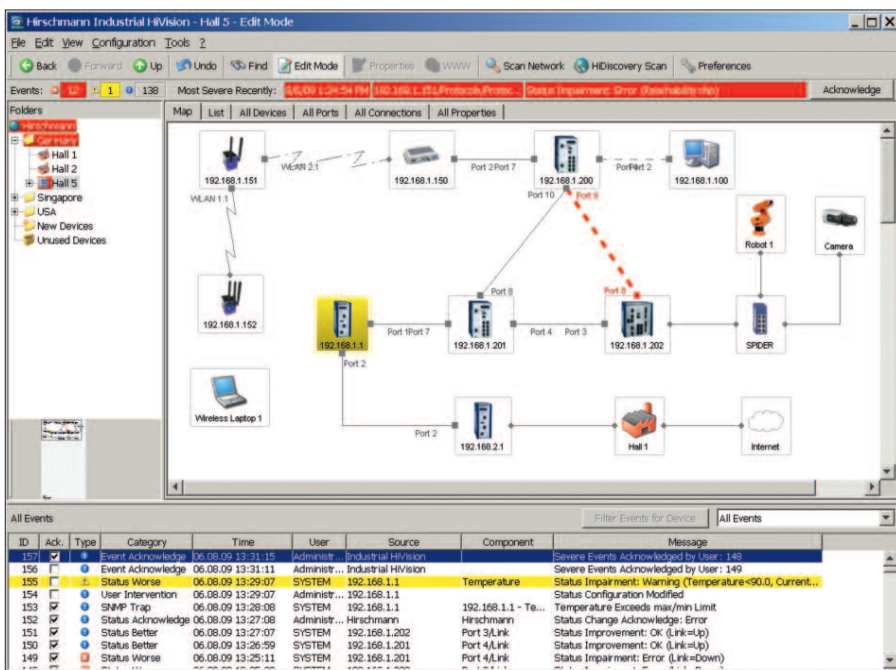 Hirschmann Industrial HiVision - Hall 5 - Edit Mode
File Edit View Configuration Tools ?
Back Forward Up Undo Find Edit Mode Properties WWW Scan Network HiDiscovery Scan Preferences
Events: 12 1 138 Most Severe Recently: Status Impairment: Error Acknowledge
Folders
Hirschmann
Germany
Hall 1
Hall 2
Hall 5
Singapore
USA
New Devices
Unused Devices
Map List All Devices All Ports All Connections All Properties
192.168.1.151
WLAN 2.1
192.168.1.150
Port 2 Port 7
192.168.1.200
Port 2
192.168.1.100
WLAN 1.1
Port 10
Port 9
Robot 1
Camera
192.168.1.152
Port 8
Port 8
192.168.1.1
Port 1 Port 7
192.168.1.201
Port 4 Port 3
192.168.1.202
SPIDER
Port 2
Wireless Laptop 1
Port 2
192.168.2.1
Hall 1
Internet
All Events Filter Events for Device All Events
ID Ack. Type Category Time User Source Component Message
157 Event Acknowledge 06.08.09 13:31:15 Administr... Industrial HiVision Severe Events Acknowledged by User: 148
156 Event Acknowledge 06.08.09 13:31:11 Administr... Industrial HiVision Severe Events Acknowledged by User: 149
155 Status Worse 06.08.09 13:29:07 SYSTEM 192.168.1.1 Temperature Status Impairment: Warning (Temperature<90.0, Current...
154 User Intervention 06.08.09 13:29:07 SYSTEM 192.168.1.1 Status Configuration Modified
153 SNMP Trap 06.08.09 13:28:08 SYSTEM 192.168.1.1 192.168.1.1 - Te... Temperature Exceeds max/min Limit
152 Status Acknowledge 06.08.09 13:27:08 SYSTEM Hirschmann Hirschmann Status Change Acknowledge: Error
151 Status Better 06.08.09 13:27:07 SYSTEM 192.168.1.202 Port 3/Link Status Improvement: OK (Link=Up)
150 Status Better 06.08.09 13:26:59 SYSTEM 192.168.1.201 Port 4/Link Status Improvement: OK (Link=Up)
149 Status Worse 06.08.09 13:25:11 SYSTEM 192.168.1.201 Port 4/Link Status Impairment: Error (Link=Down)